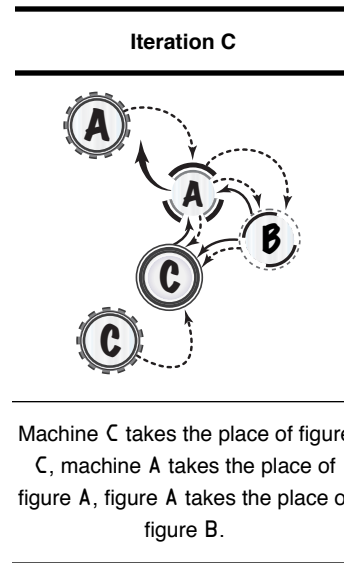 Iteration C
A
A
B
C
C
Machine C takes the place of figure
C, machine A takes the place of
figure A, figure A takes the place o
figure B.